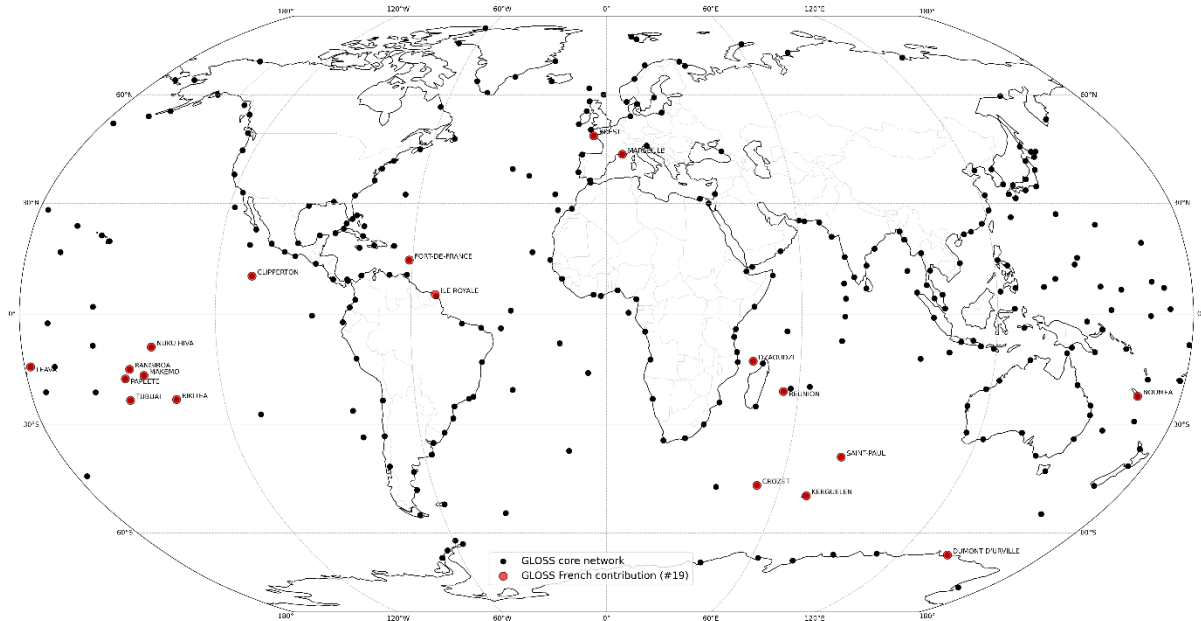 180° 120°W 60°W 0° 60°E 120°E 180°
60°N 60°N
BREST
MARSEILLE
30°N 30°N
FORT-DE-FRANCE
CLIPPERTON
ILE ROYALE
0° 0°
NUKU HIVA
DZAOUDZI
LEAVA
RANGIROA
MAKEMO
PAPEETE
REUNION
TUBUAI
RIKITEA
NOUMEA
30°S 30°S
SAINT-PAUL
CROZET
KERGUELEN
60°S 60°S
DUMONT D'URVILLE
GLOSS core network
GLOSS French contribution (#19)
180° 120°W 60°W 0° 60°E 120°E 180°